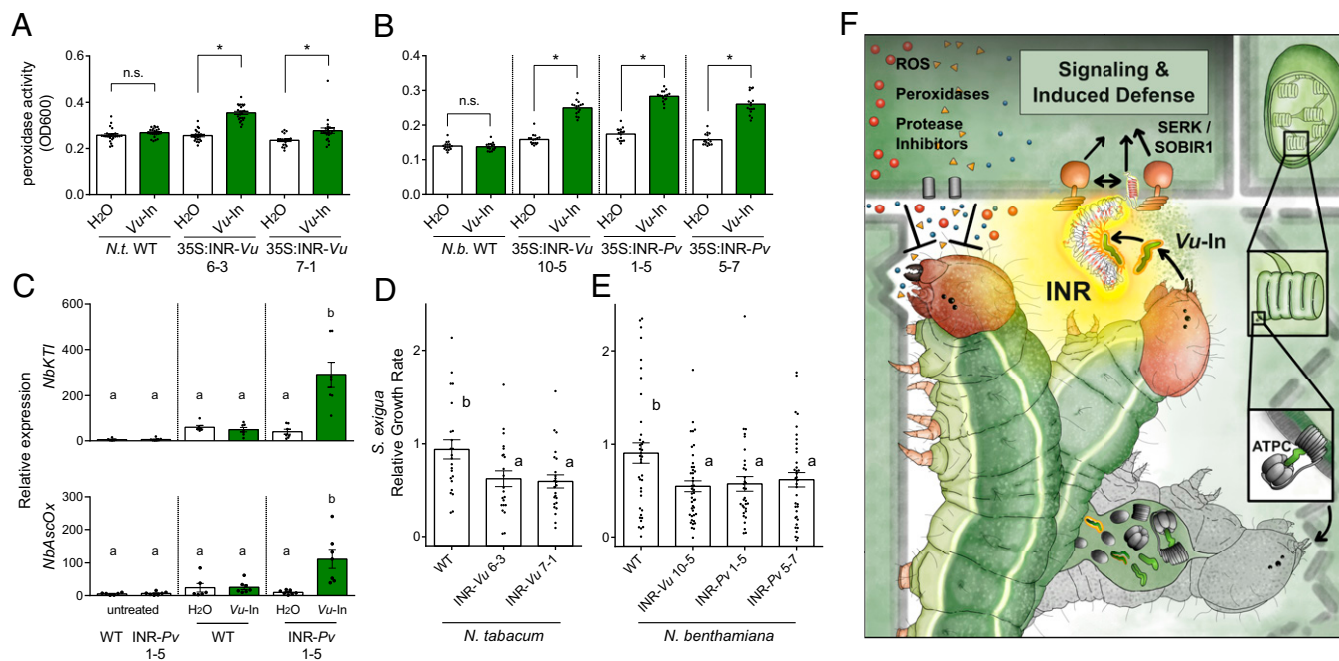 A
peroxidase activity
(OD600)
0.6
0.4
0.2
0.0
n.s.
*
*
H₂O
Vu-In
H₂O
Vu-In
H₂O
Vu-In
N.t. WT
35S:INR-Vu
6-3
35S:INR-Vu
7-1
B
0.4
0.3
0.2
0.1
0.0
n.s.
*
*
*
H₂O
Vu-In
H₂O
Vu-In
H₂O
Vu-In
H₂O
Vu-In
N.b. WT
35S:INR-Vu
10-5
35S:INR-Pv
1-5
35S:INR-Pv
5-7
C
Relative expression
NbKTI
600
400
200
0
a
a
a
a
a
b
NbAscOx
300
200
100
0
a
a
a
a
a
b
untreated
H₂O
Vu-In
H₂O
Vu-In
WT
INR-Pv
1-5
WT
INR-Pv
1-5
D
S. exigua
Relative Growth Rate
2
1
0
b
a
a
WT
INR-Vu 6-3
INR-Vu 7-1
N. tabacum
E
2
1
0
b
a
a
a
WT
INR-Vu 10-5
INR-Pv 1-5
INR-Pv 5-7
N. benthamiana
F
ROS
Peroxidases
Protease
Inhibitors
Signaling &
Induced Defense
SERK /
SOBIR1
Vu-In
INR
ATPC